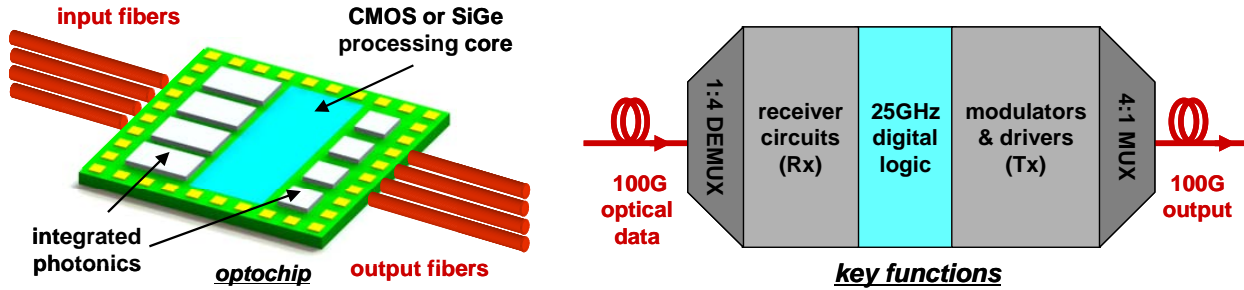 input fibers
CMOS or SiGe
processing core
integrated
photonics
optochip
output fibers
100G
optical
data
1:4 DEMUX
receiver
circuits
(Rx)
25GHz
digital
logic
modulators
& drivers
(Tx)
4:1 MUX
100G
output
key functions